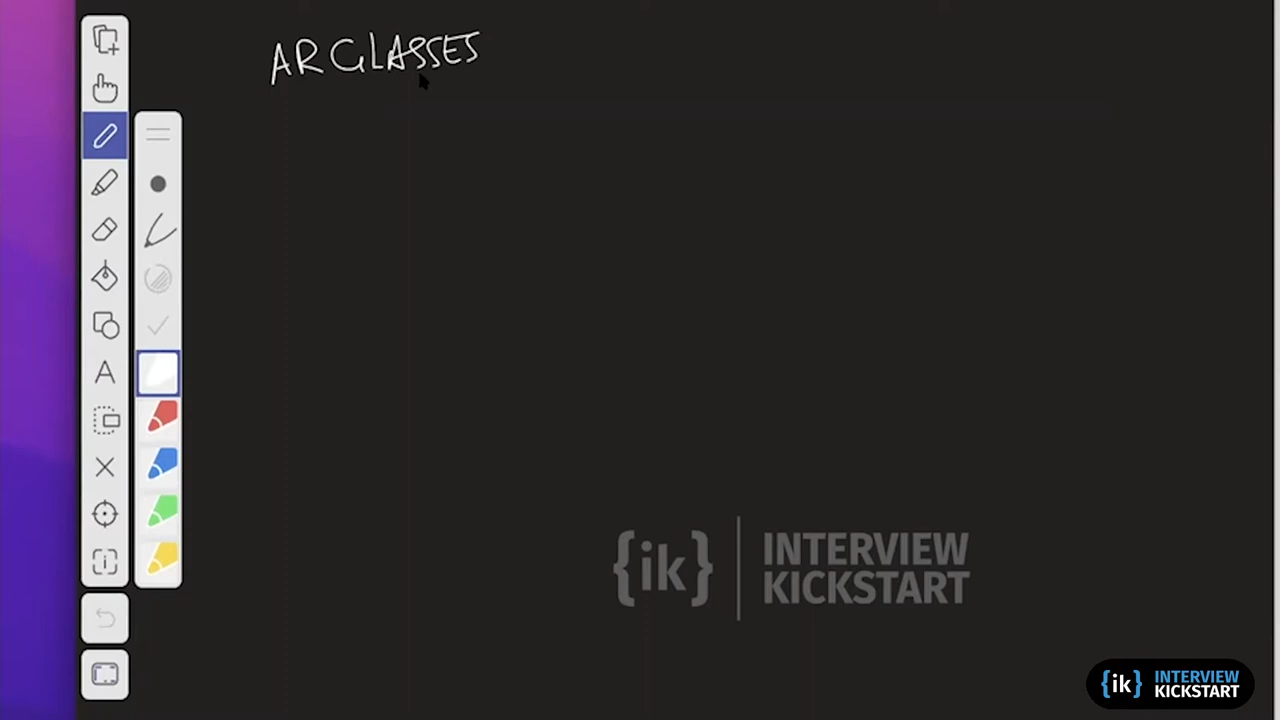 AR GLASSES
A
{ik} INTERVIEW
KICKSTART
{ik} INTERVIEW
KICKSTART